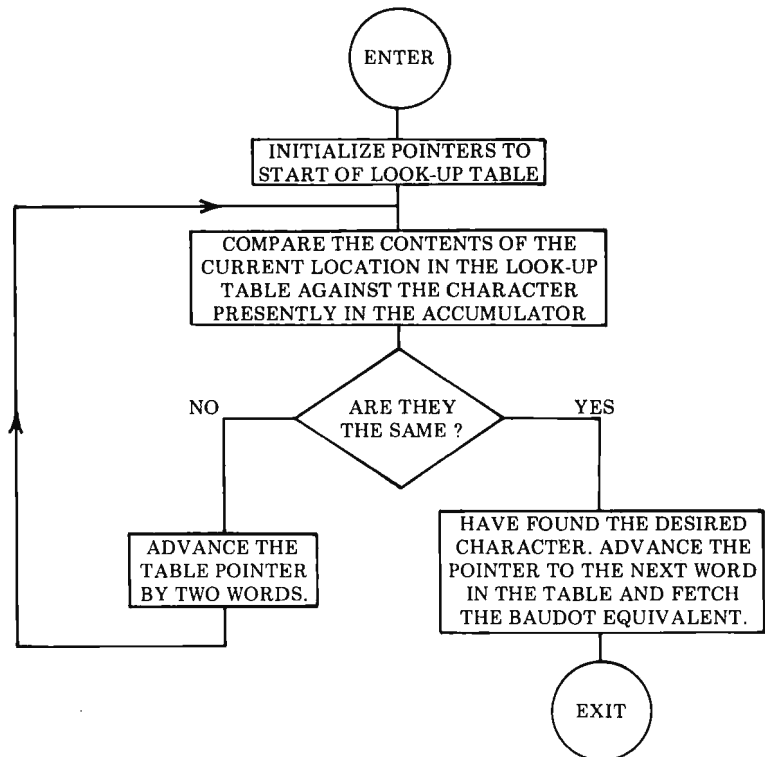 ENTER
INITIALIZE POINTERS TO
START OF LOOK-UP TABLE
COMPARE THE CONTENTS OF THE
CURRENT LOCATION IN THE LOOK-UP
TABLE AGAINST THE CHARACTER
PRESENTLY IN THE ACCUMULATOR
NO
ARE THEY
THE SAME ?
YES
ADVANCE THE
TABLE POINTER
BY TWO WORDS.
HAVE FOUND THE DESIRED
CHARACTER. ADVANCE THE
POINTER TO THE NEXT WORD
IN THE TABLE AND FETCH
THE BAUDOT EQUIVALENT.
EXIT